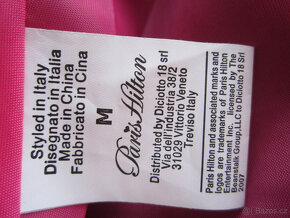 Styled in Italy
Disegnato in Italia
Made in China
Fabbricato in Cina
M
Paris Hilton
Distributed by Diciotto 18 Srl
Via dell'Industria 38/2
31029 Vittorio Veneto
Treviso Italy
Paris Hilton and associated marks and
logos are trademarks of Paris Hilton
Entertainment Inc. licensed by The
Beanstalk Group, LLC to Diciotto 18 srl
2007